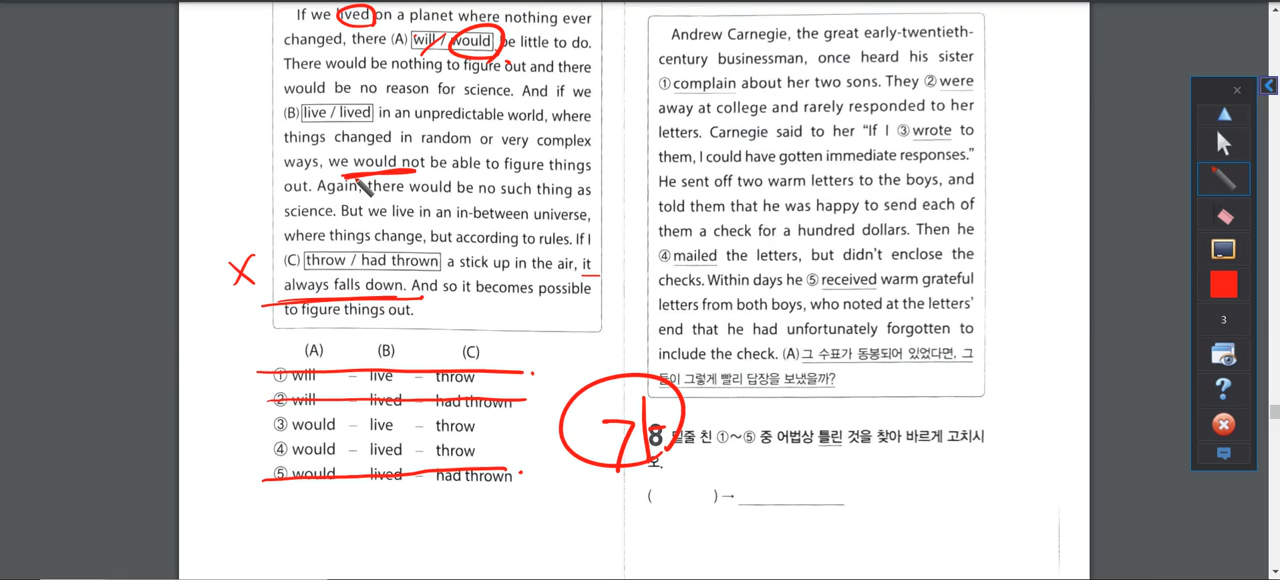 If we lived on a planet where nothing ever
changed, there (A) will / would be little to do.
There would be nothing to figure out and there
would be no reason for science. And if we
(B) live / lived in an unpredictable world, where
things changed in random or very complex
ways, we would not be able to figure things
out. Again, there would be no such thing as
science. But we live in an in-between universe,
where things change, but according to rules. If I
(C) throw / had thrown a stick up in the air, it
always falls down. And so it becomes possible
to figure things out.
(A) (B) (C)
① will – live – throw
② will – lived – had thrown
③ would – live – throw
④ would – lived – throw
⑤ would – lived – had thrown
Andrew Carnegie, the great early-twentieth-
century businessman, once heard his sister
① complain about her two sons. They ② were
away at college and rarely responded to her
letters. Carnegie said to her “If I ③ wrote to
them, I could have gotten immediate responses.”
He sent off two warm letters to the boys, and
told them that he was happy to send each of
them a check for a hundred dollars. Then he
④ mailed the letters, but didn’t enclose the
checks. Within days he ⑤ received warm grateful
letters from both boys, who noted at the letters’
end that he had unfortunately forgotten to
include the check. (A) 그 수표가 동봉되어 있었다면, 그
들이 그렇게 빨리 답장을 보냈을까?
8 밑줄 친 ①~⑤ 중 어법상 틀린 것을 찾아 바르게 고치시
오.
( ) →
3